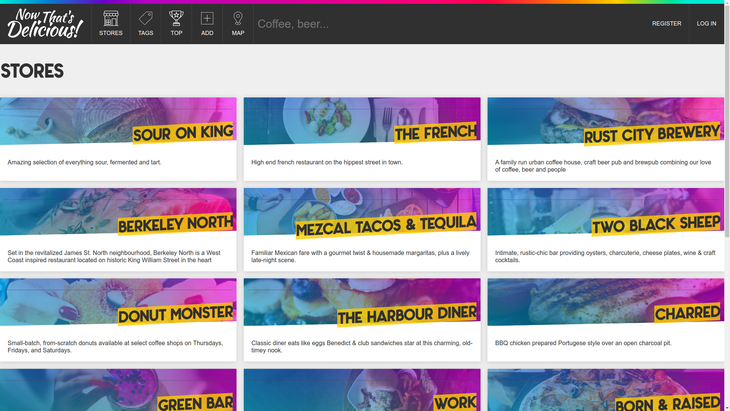 Now That's
Delicious!
STORES
TAGS
TOP
ADD
MAP
Coffee, beer...
REGISTER
LOG IN
STORES
SOUR ON KING
Amazing selection of everything sour, fermented and tart.
THE FRENCH
High end french restaurant on the hippest street in town.
RUST CITY BREWERY
A family run urban coffee house, craft beer pub and brewpub combining our love
of coffee, beer and people
BERKELEY NORTH
Set in the revitalized James St. North neighbourhood, Berkeley North is a West
Coast inspired restaurant located on historic King William Street in the heart
MEZCAL TACOS & TEQUILA
Familiar Mexican fare with a gourmet twist & housemade margaritas, plus a lively
late-night scene.
TWO BLACK SHEEP
Intimate, rustic-chic bar providing oysters, charcuterie, cheese plates, wine & craft
cocktails.
DONUT MONSTER
Small-batch, from-scratch donuts available at select coffee shops on Thursdays,
Fridays, and Saturdays.
THE HARBOUR DINER
Classic diner eats like eggs Benedict & club sandwiches star at this charming, old-
timey nook.
CHARRED
BBQ chicken prepared Portugese style over an open charcoal pit.
GREEN BAR
WORK
BORN & RAISED